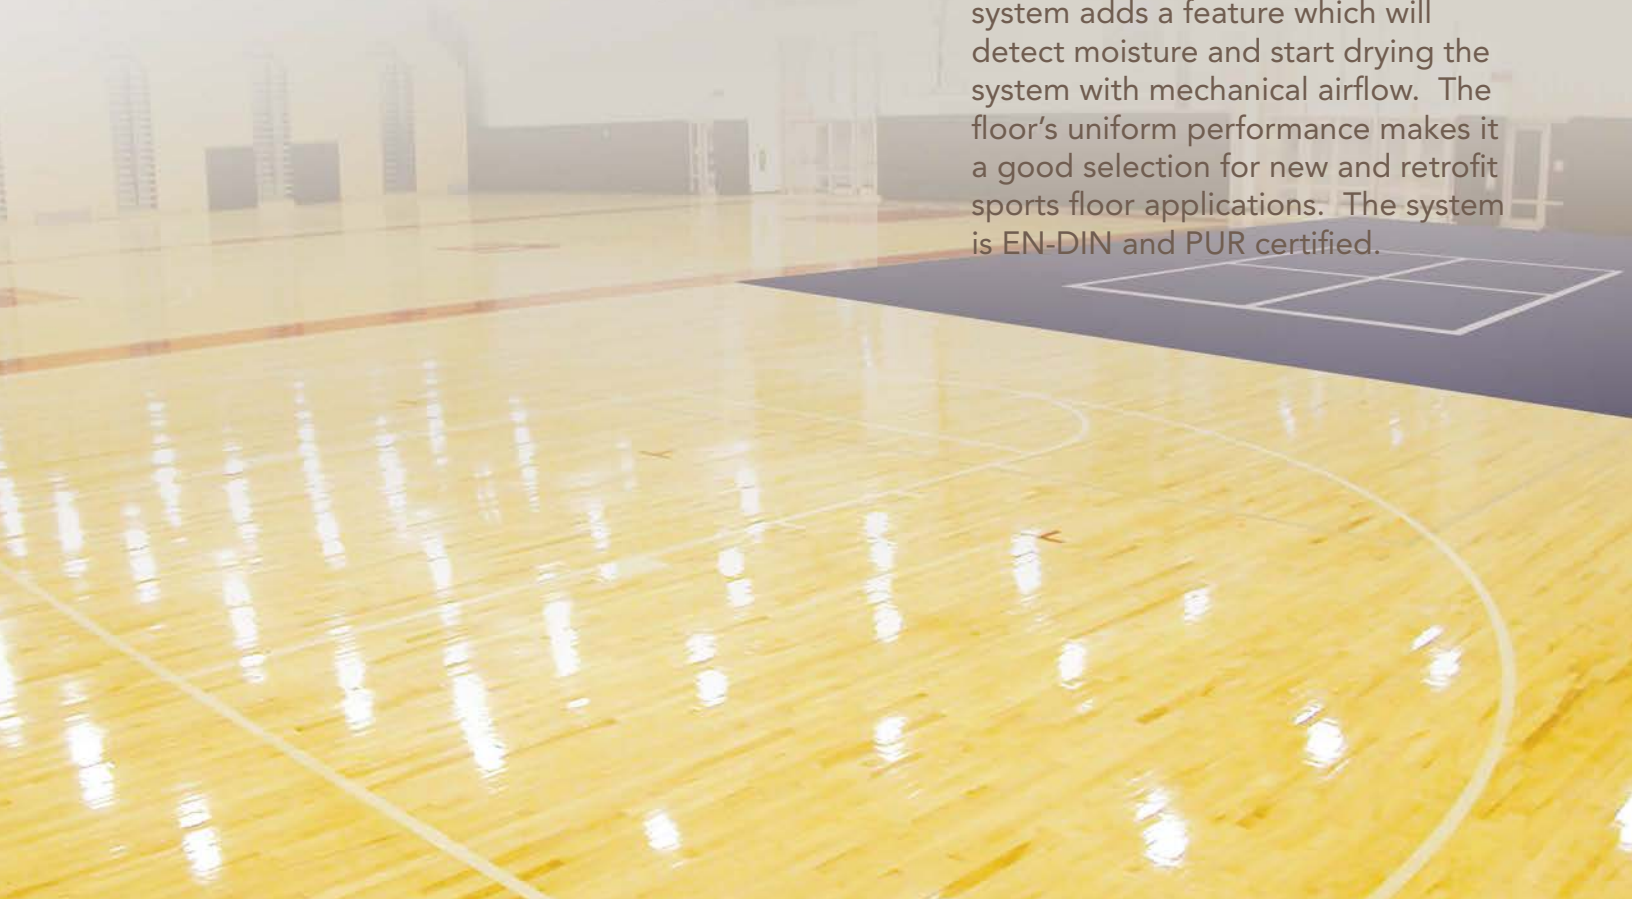 system adds a feature which will
detect moisture and start drying the
system with mechanical airflow.  The
floor’s uniform performance makes it
a good selection for new and retrofit
sports floor applications.  The system
is EN-DIN and PUR certified.